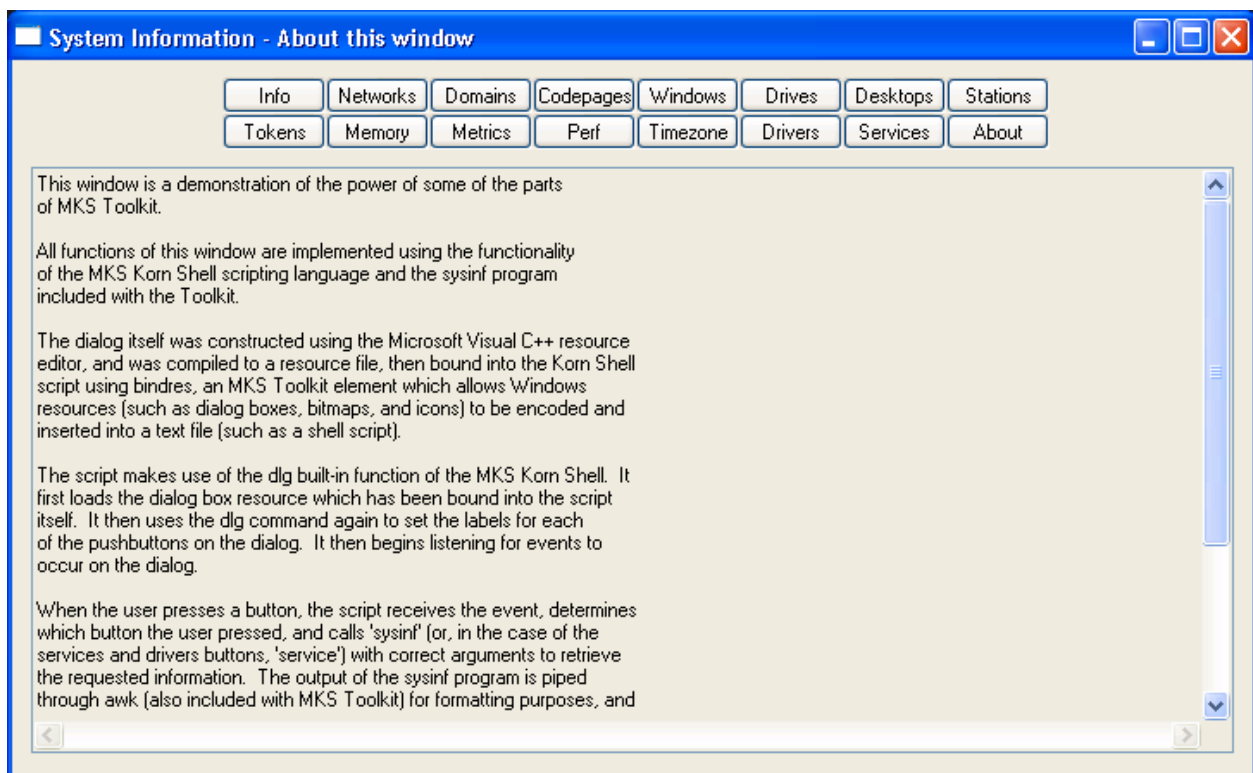 System Information - About this window
Info Networks Domains Codepages Windows Drives Desktops Stations
Tokens Memory Metrics Perf Timezone Drivers Services About
This window is a demonstration of the power of some of the parts
of MKS Toolkit.
All functions of this window are implemented using the functionality
of the MKS Korn Shell scripting language and the sysinf program
included with the Toolkit.
The dialog itself was constructed using the Microsoft Visual C++ resource
editor, and was compiled to a resource file, then bound into the Korn Shell
script using bindres, an MKS Toolkit element which allows Windows
resources (such as dialog boxes, bitmaps, and icons) to be encoded and
inserted into a text file (such as a shell script).
The script makes use of the dlg built-in function of the MKS Korn Shell.  It
first loads the dialog box resource which has been bound into the script
itself.  It then uses the dlg command again to set the labels for each
of the pushbuttons on the dialog.  It then begins listening for events to
occur on the dialog.
When the user presses a button, the script receives the event, determines
which button the user pressed, and calls 'sysinf' (or, in the case of the
services and drivers buttons, 'service') with correct arguments to retrieve
the requested information.  The output of the sysinf program is piped
through awk (also included with MKS Toolkit) for formatting purposes, and